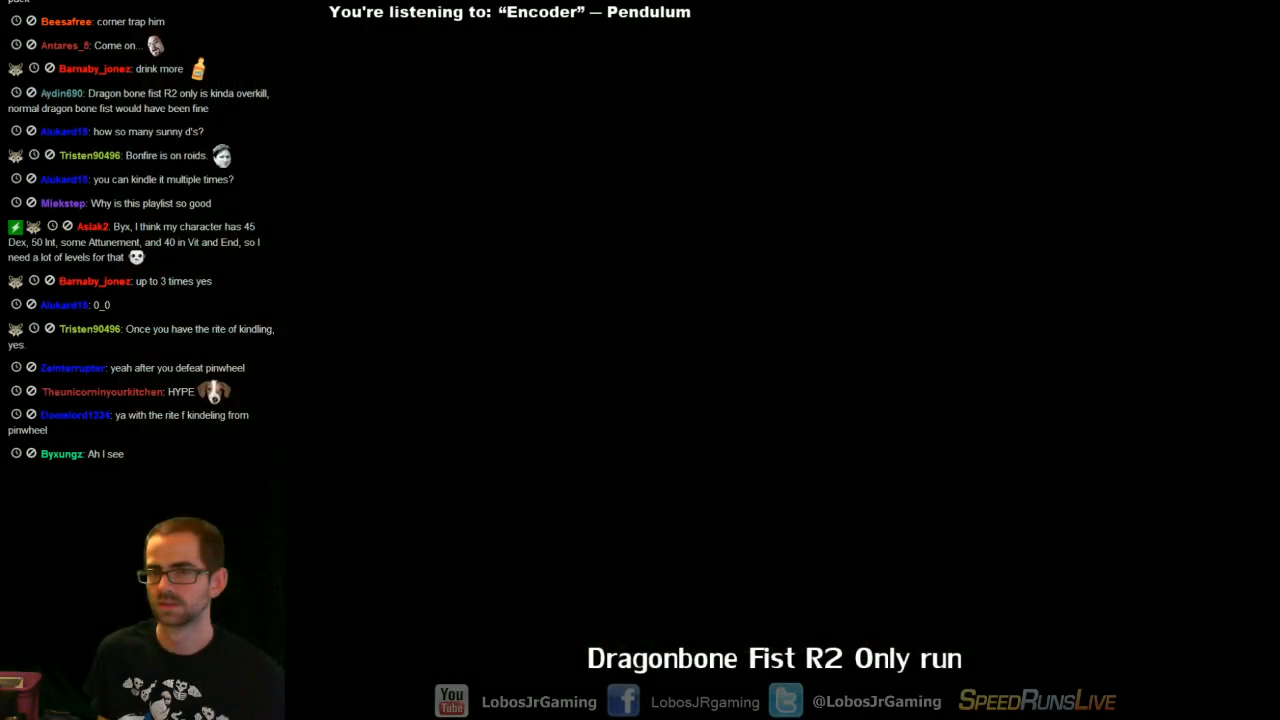 You're listening to: “Encoder” — Pendulum
Beesafree: corner trap him
Antares_5: Come on...
Barnaby_jonez: drink more
Aydin690: Dragon bone fist R2 only is kinda overkill,
normal dragon bone fist would have been fine
Alukard15: how so many sunny d's?
Tristen90496: Bonfire is on roids.
Alukard15: you can kindle it multiple times?
Miekstep: Why is this playlist so good
Asiak2: Byx, I think my character has 45
Dex, 50 Int, some Attunement, and 40 in Vit and End, so I
need a lot of levels for that
Barnaby_jonez: up to 3 times yes
Alukard15: 0_0
Tristen90496: Once you have the rite of kindling,
yes.
Zeinterrupter: yeah after you defeat pinwheel
Theunicorninyourkitchen: HYPE
Doomlord1334: ya with the rite f kindeling from
pinwheel
Byxungz: Ah I see
Dragonbone Fist R2 Only run
You Tube LobosJrGaming LobosJRgaming @LobosJrGaming SPEEDRUNSLIVE